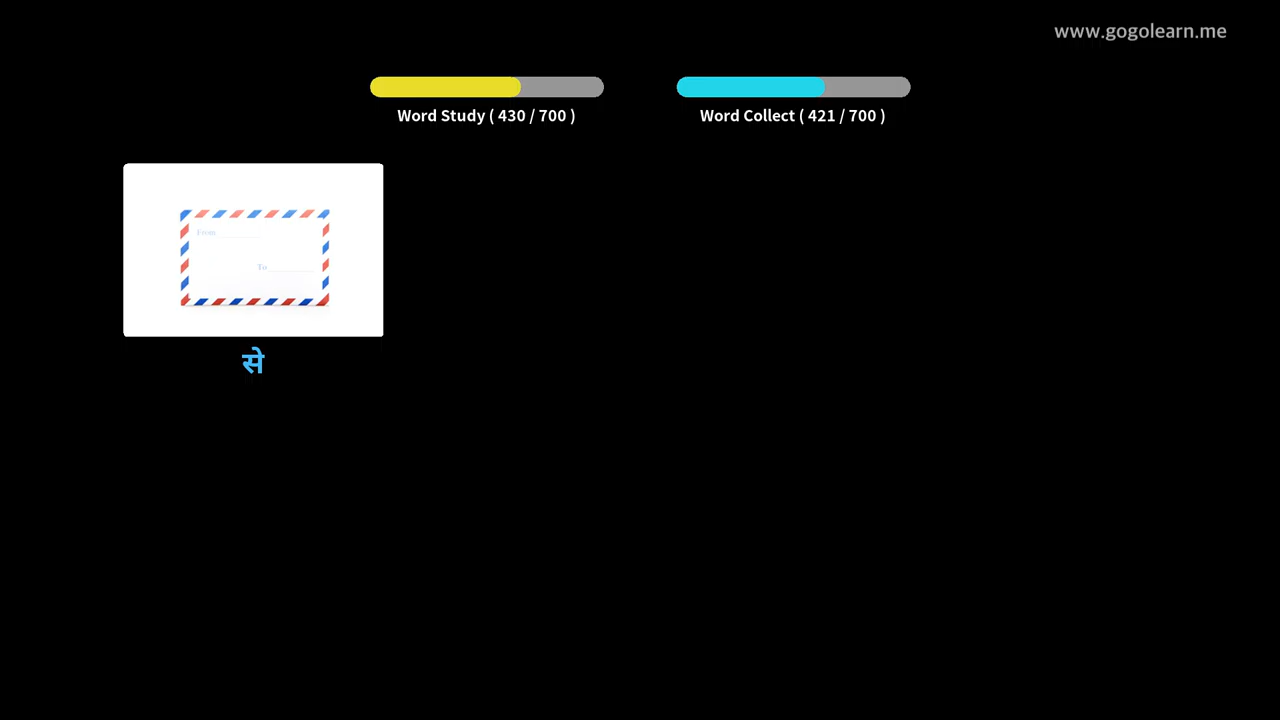 www.gogolearn.me
Word Study ( 430 / 700 )
Word Collect ( 421 / 700 )
From
To
से